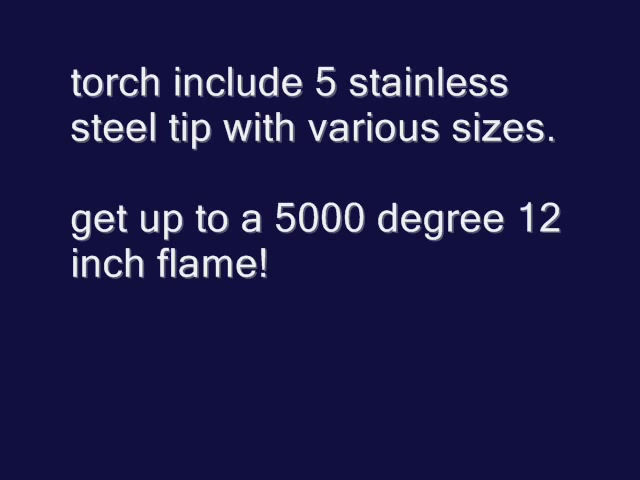 torch include 5 stainless
steel tip with various sizes.
get up to a 5000 degree 12
inch flame!